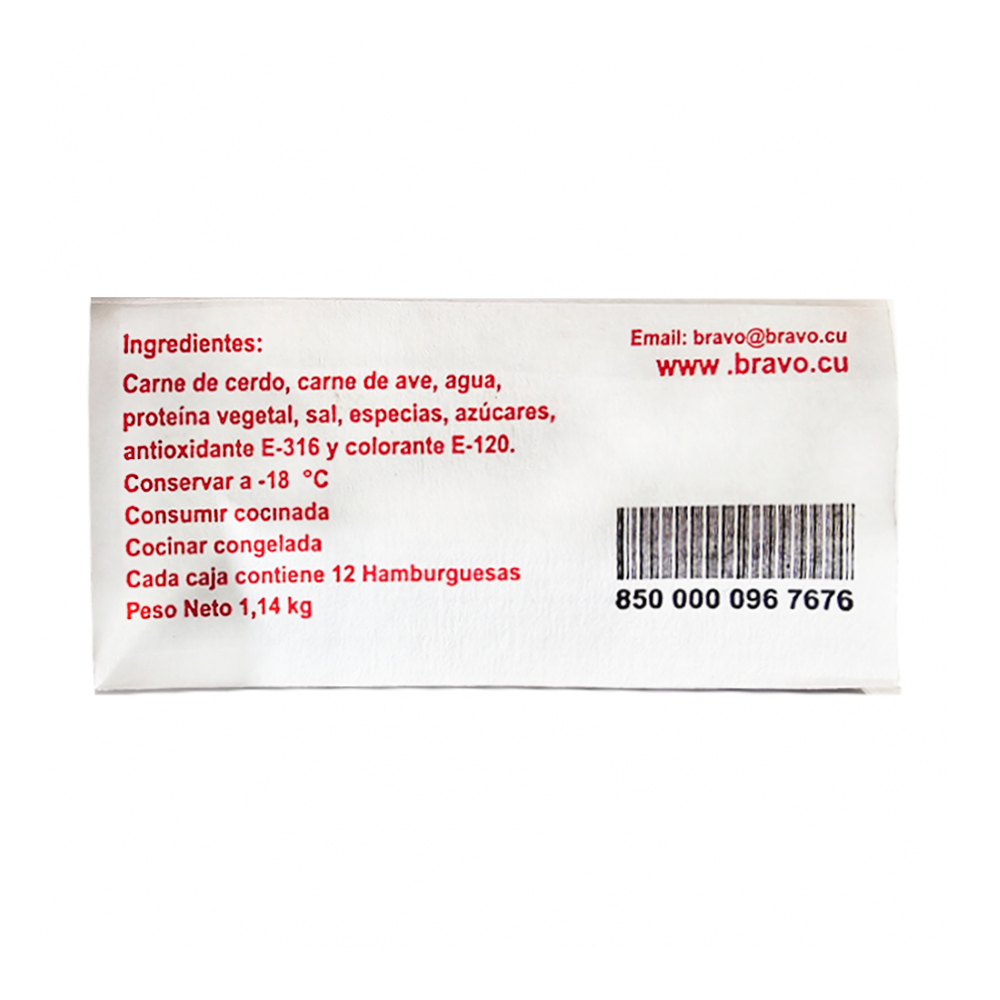 Ingredientes:
Carne de cerdo, carne de ave, agua,
proteína vegetal, sal, especias, azúcares,
antioxidante E-316 y colorante E-120.
Conservar a -18 °C
Consumir cocinada
Cocinar congelada
Cada caja contiene 12 Hamburguesas
Peso Neto 1,14 kg
Email: bravo@bravo.cu
www .bravo.cu
850 000 096 7676